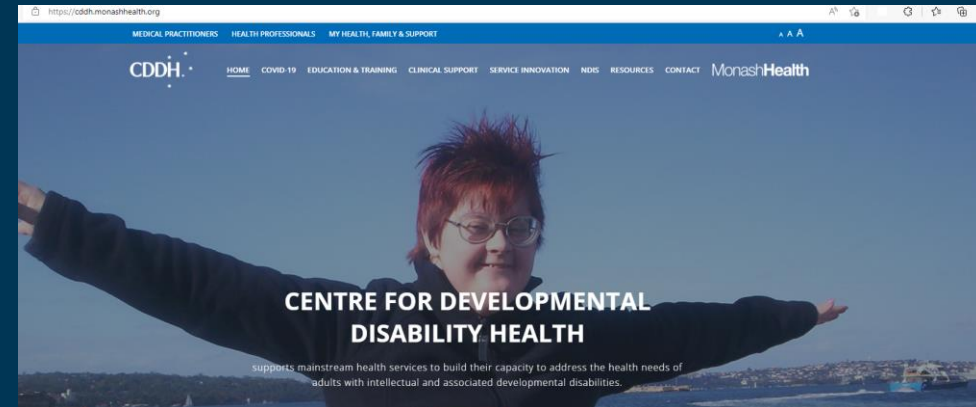 https://cddh.monashhealth.org
MEDICAL PRACTITIONERS HEALTH PROFESSIONALS MY HEALTH, FAMILY & SUPPORT A A A
CDDH HOME COVID-19 EDUCATION & TRAINING CLINICAL SUPPORT SERVICE INNOVATION NDIS RESOURCES CONTACT MonashHealth
CENTRE FOR DEVELOPMENTAL
DISABILITY HEALTH
supports mainstream health services to build their capacity to address the health needs of
adults with intellectual and associated developmental disabilities.